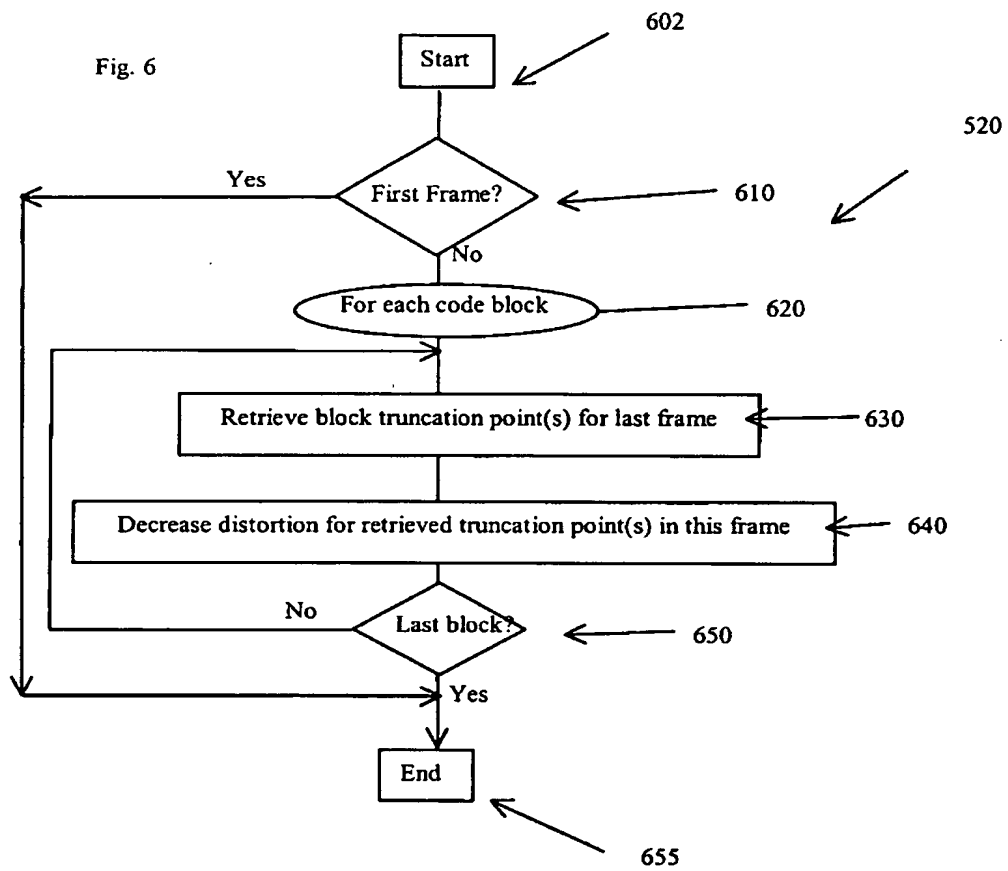 602
Start
Fig. 6
520
Yes
First Frame?
610
No
For each code block
620
Retrieve block truncation point(s) for last frame
630
Decrease distortion for retrieved truncation point(s) in this frame
640
No
Last block?
650
Yes
End
655